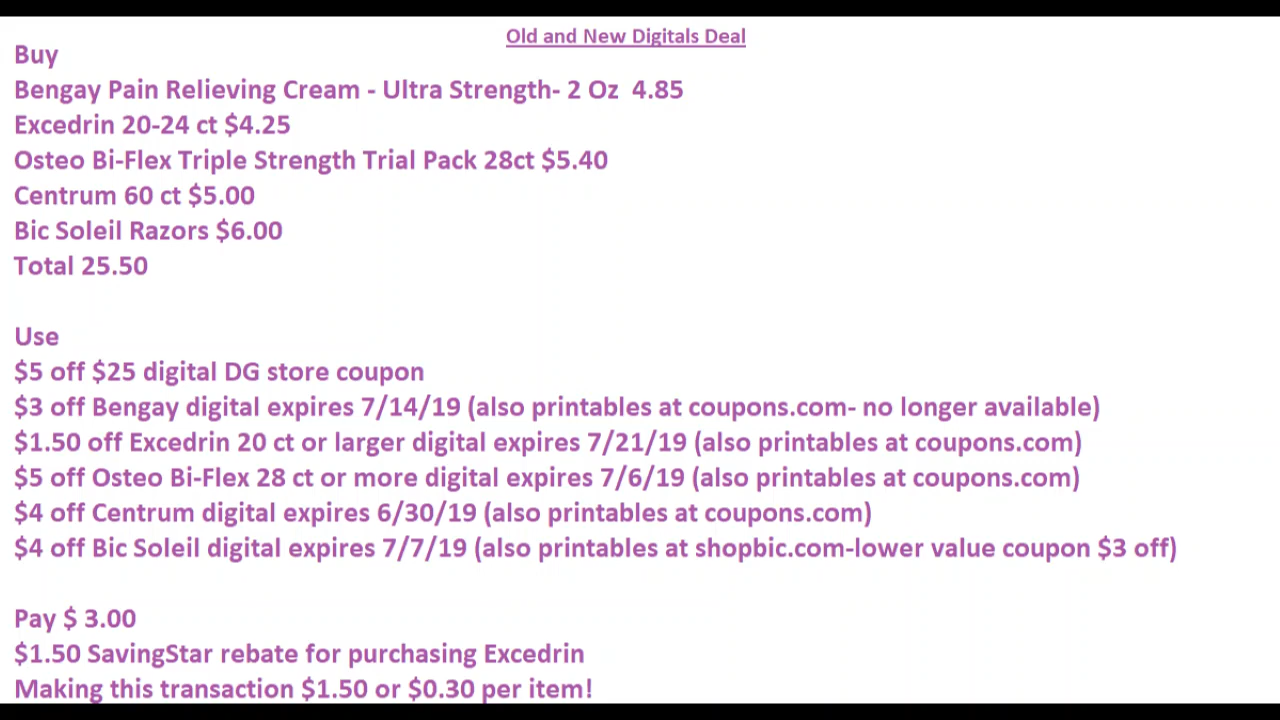 Old and New Digitals Deal
Buy
Bengay Pain Relieving Cream - Ultra Strength- 2 Oz  4.85
Excedrin 20-24 ct $4.25
Osteo Bi-Flex Triple Strength Trial Pack 28ct $5.40
Centrum 60 ct $5.00
Bic Soleil Razors $6.00
Total 25.50
Use
$5 off $25 digital DG store coupon
$3 off Bengay digital expires 7/14/19 (also printables at coupons.com- no longer available)
$1.50 off Excedrin 20 ct or larger digital expires 7/21/19 (also printables at coupons.com)
$5 off Osteo Bi-Flex 28 ct or more digital expires 7/6/19 (also printables at coupons.com)
$4 off Centrum digital expires 6/30/19 (also printables at coupons.com)
$4 off Bic Soleil digital expires 7/7/19 (also printables at shopbic.com-lower value coupon $3 off)
Pay $ 3.00
$1.50 SavingStar rebate for purchasing Excedrin
Making this transaction $1.50 or $0.30 per item!